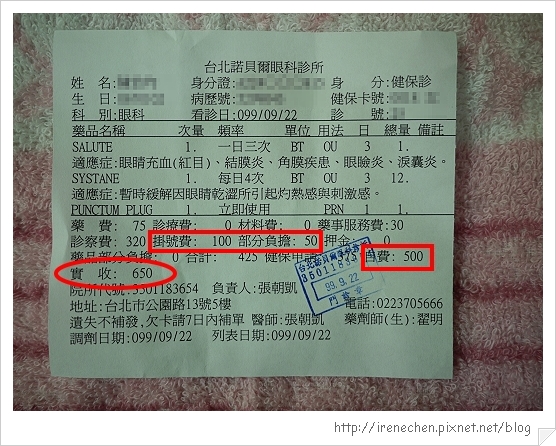 台北諾貝爾眼科診所
姓 名: 身分證: 身 分:健保診
生 日: 病歷號: 健保卡號:
科 別:眼科 看診日:099/09/22 診 號:
藥品名稱 次量 頻率 單位 用法 日 總量 備註
SALUTE 1. 一日三次 BT OU 3 1.
適應症:眼睛充血(紅目)、結膜炎、角膜疾患、眼瞼炎、淚囊炎。
SYSTANE 1. 每日4次 BT OU 3 12.
適應症:暫時緩解因眼睛乾澀所引起灼熱感與刺激感。
PUNCTUM PLUG 1. 立即使用 PRN 1 1.
藥 費: 75 診療費: 0 材料費: 0 藥事服務費:30
診察費: 320 掛號費: 100 部分負擔: 50 押金: 0
藥品部分負擔: 0 合計: 425 健保申請: 375 費: 500
實 收: 650
院所代號:3501183654 負責人:張朝凱
地址:台北市公園路13號5樓 電話:0223705666
遺失不補發,欠卡請7日內補單 醫師:張朝凱 藥劑師(生):翟明
調劑日期:099/09/22 列表日期:099/09/22
99.9.22
http://irenechen.pixnet.net/blog